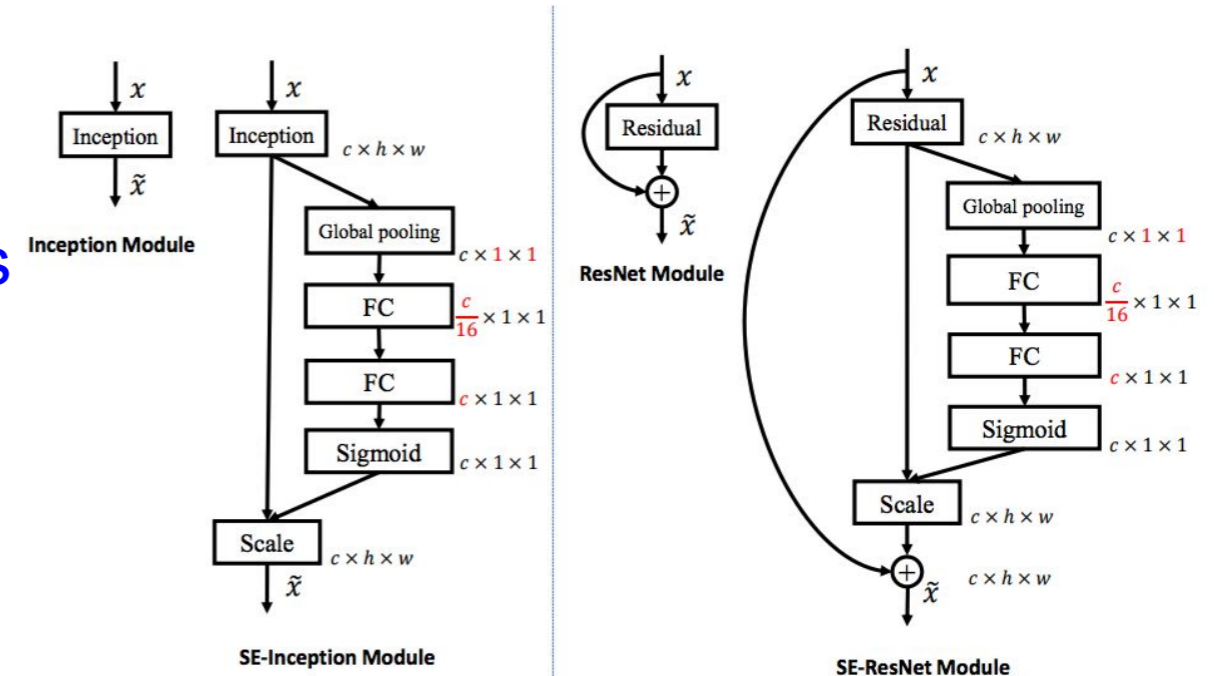 x
Inception
x̃
Inception Module
s
x
Inception
c × h × w
Global pooling
c × 1 × 1
FC
c/16 × 1 × 1
FC
c × 1 × 1
Sigmoid
c × 1 × 1
Scale
c × h × w
x̃
SE-Inception Module
x
Residual
+
x̃
ResNet Module
x
Residual
c × h × w
Global pooling
c × 1 × 1
FC
c/16 × 1 × 1
FC
c × 1 × 1
Sigmoid
c × 1 × 1
Scale
c × h × w
+
x̃
c × h × w
SE-ResNet Module